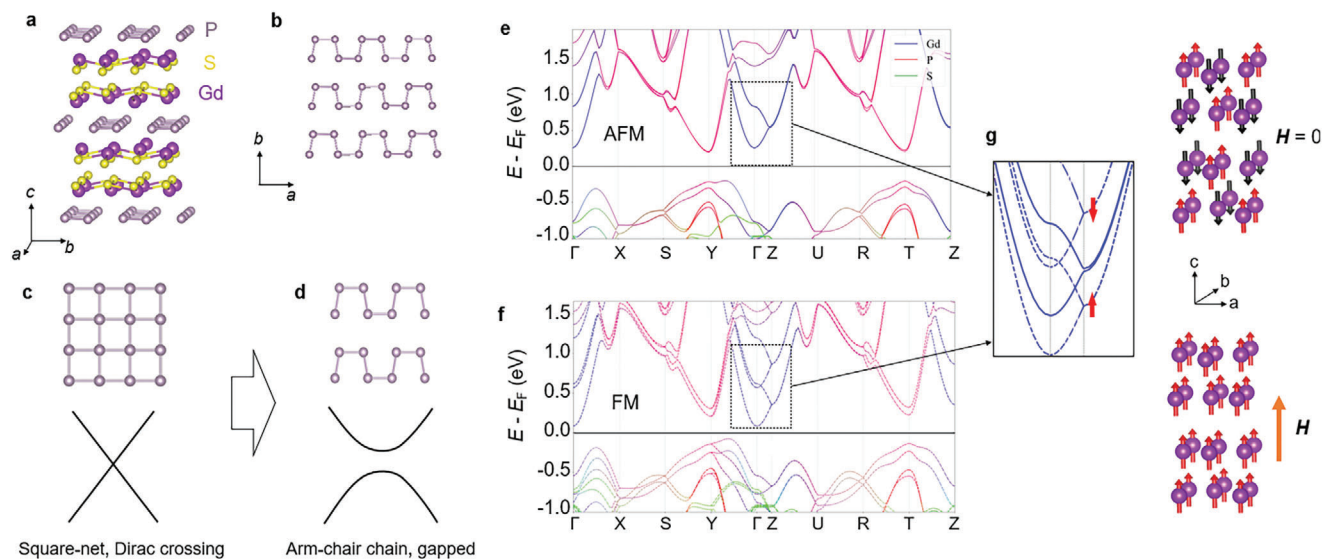 a
P
S
Gd
c
b
a
b
b
a
c
d
Square-net, Dirac crossing
Arm-chair chain, gapped
e
E - EF (eV)
1.5
1.0
0.5
0.0
-0.5
-1.0
Gd
P
S
AFM
Γ X S Y Γ Z U R T Z
f
E - EF (eV)
1.5
1.0
0.5
0.0
-0.5
-1.0
FM
Γ X S Y Γ Z U R T Z
g
H = 0
c
b
a
H